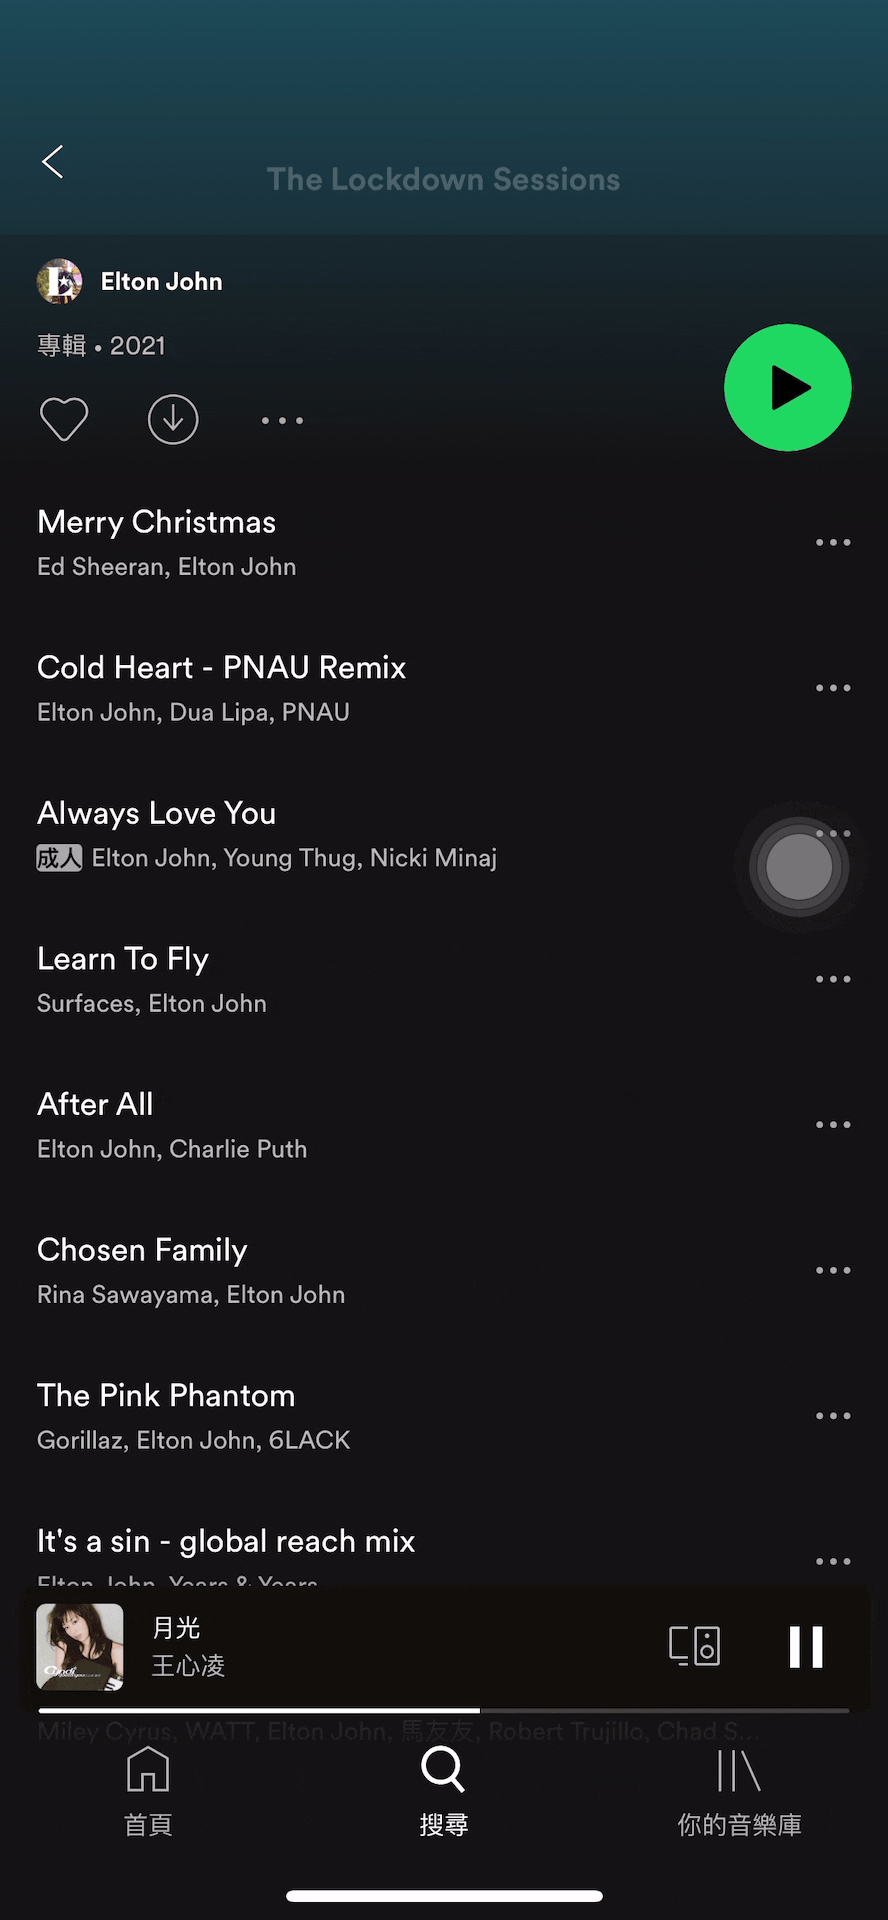 The Lockdown Sessions
Elton John
專輯 • 2021
Merry Christmas
Ed Sheeran, Elton John
Cold Heart - PNAU Remix
Elton John, Dua Lipa, PNAU
Always Love You
成人 Elton John, Young Thug, Nicki Minaj
Learn To Fly
Surfaces, Elton John
After All
Elton John, Charlie Puth
Chosen Family
Rina Sawayama, Elton John
The Pink Phantom
Gorillaz, Elton John, 6LACK
It's a sin - global reach mix
Elton John, Years & Years
月光
王心凌
Miley Cyrus, WATT, Elton John, 馬友友, Robert Trujillo, Chad S...
首頁
搜尋
你的音樂庫